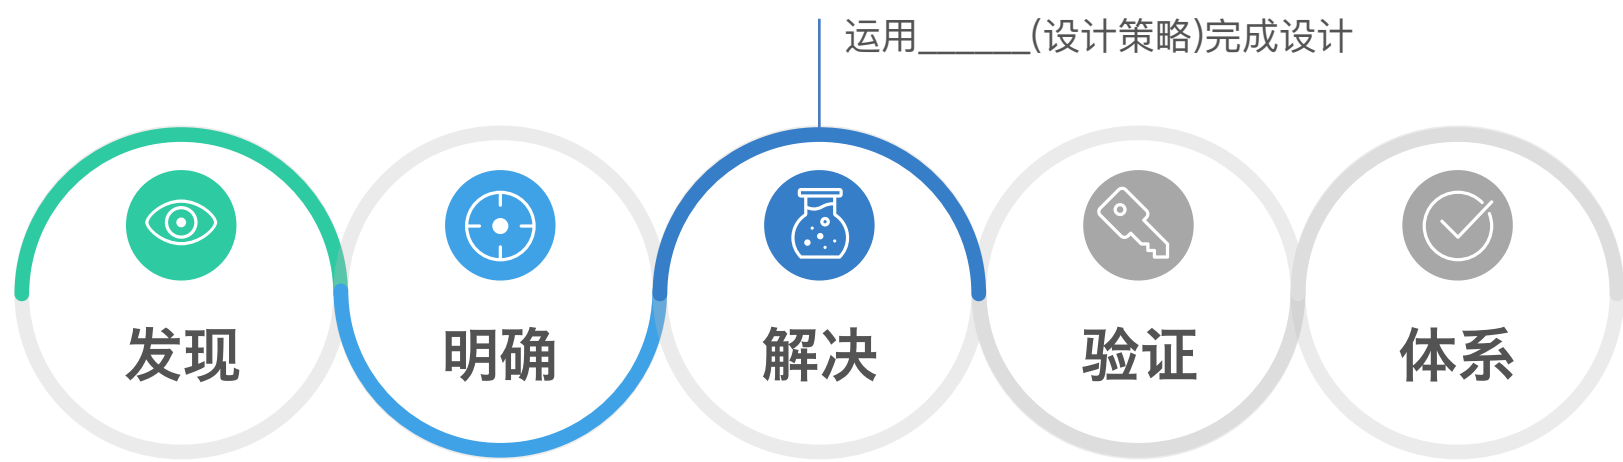 运用______(设计策略)完成设计
发现
明确
解决
验证
体系